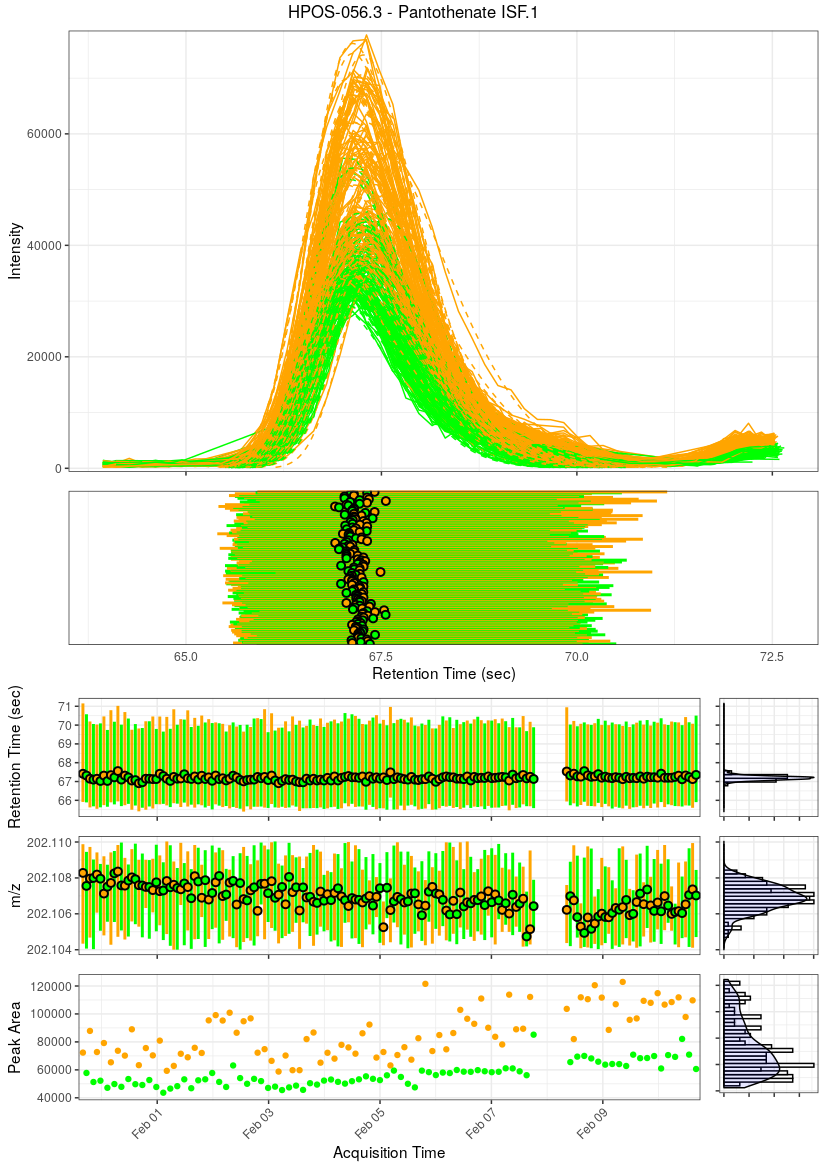 HPOS-056.3 - Pantothenate ISF.1
Intensity
60000
40000
20000
0
65.0
67.5
70.0
72.5
Retention Time (sec)
Retention Time (sec)
71
70
69
68
67
66
m/z
202.110
202.108
202.106
202.104
Peak Area
120000
100000
80000
60000
40000
Feb 01
Feb 03
Feb 05
Feb 07
Feb 09
Acquisition Time